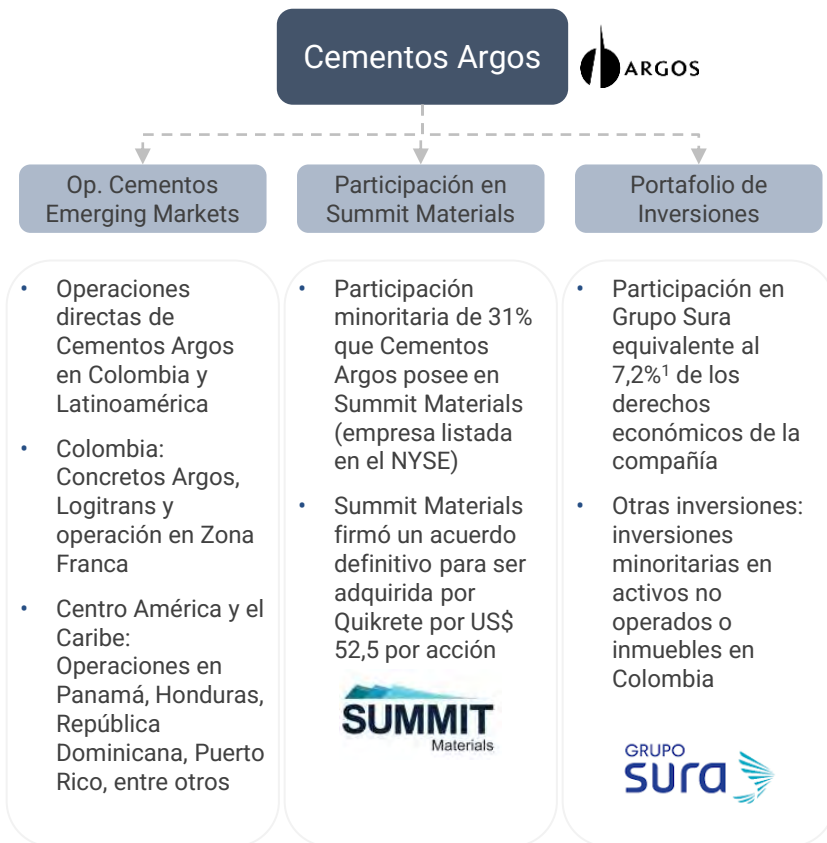 Cementos Argos
ARGOS
Op. Cementos
Emerging Markets
Participación en
Summit Materials
Portafolio de
Inversiones
• Operaciones
directas de
Cementos Argos
en Colombia y
Latinoamérica
• Colombia:
Concretos Argos,
Logitrans y
operación en Zona
Franca
• Centro América y el
Caribe:
Operaciones en
Panamá, Honduras,
República
Dominicana, Puerto
Rico, entre otros
• Participación
minoritaria de 31%
que Cementos
Argos posee en
Summit Materials
(empresa listada
en el NYSE)
• Summit Materials
firmó un acuerdo
definitivo para ser
adquirida por
Quikrete por US$
52,5 por acción
SUMMIT
Materials
• Participación en
Grupo Sura
equivalente al
7,2%¹ de los
derechos
económicos de la
compañía
• Otras inversiones:
inversiones
minoritarias en
activos no
operados o
inmuebles en
Colombia
GRUPO
sura